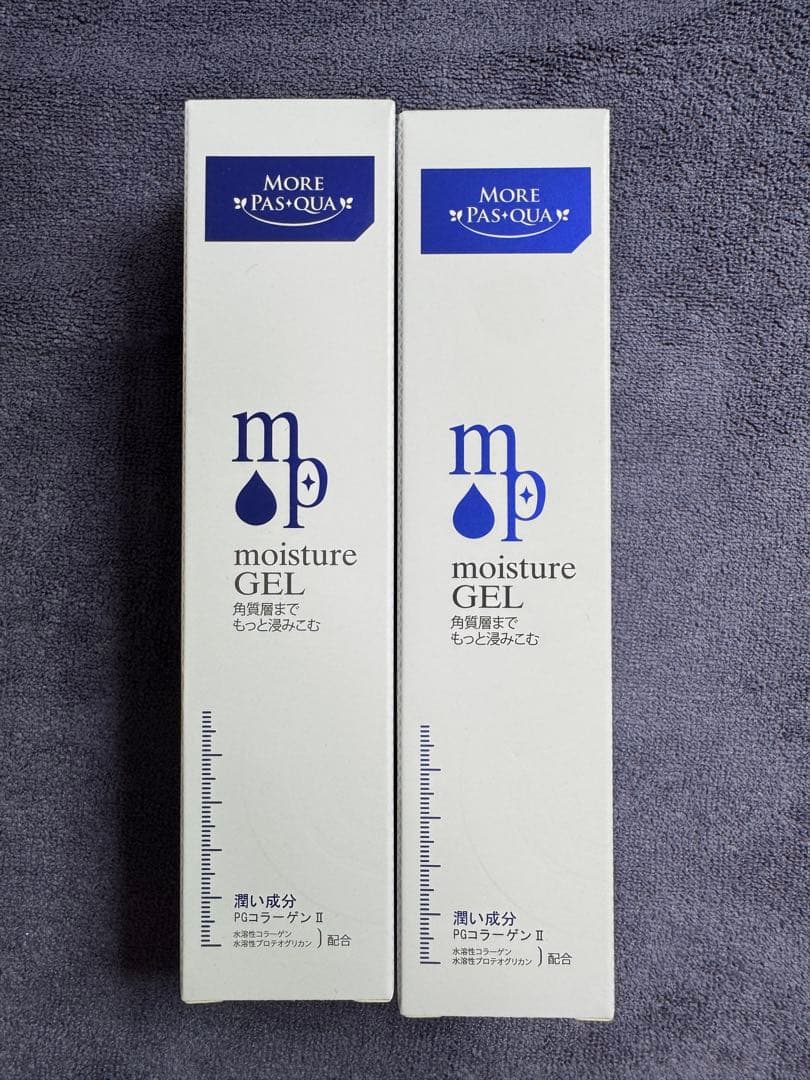 MORE
PAS✦QUA
mp
moisture
GEL
角質層まで
もっと浸みこむ
潤い成分
PGコラーゲンⅡ
水溶性コラーゲン
水溶性プロテオグリカン
配合
MORE
PAS✦QUA
mp
moisture
GEL
角質層まで
もっと浸みこむ
潤い成分
PGコラーゲンⅡ
水溶性コラーゲン
水溶性プロテオグリカン
配合